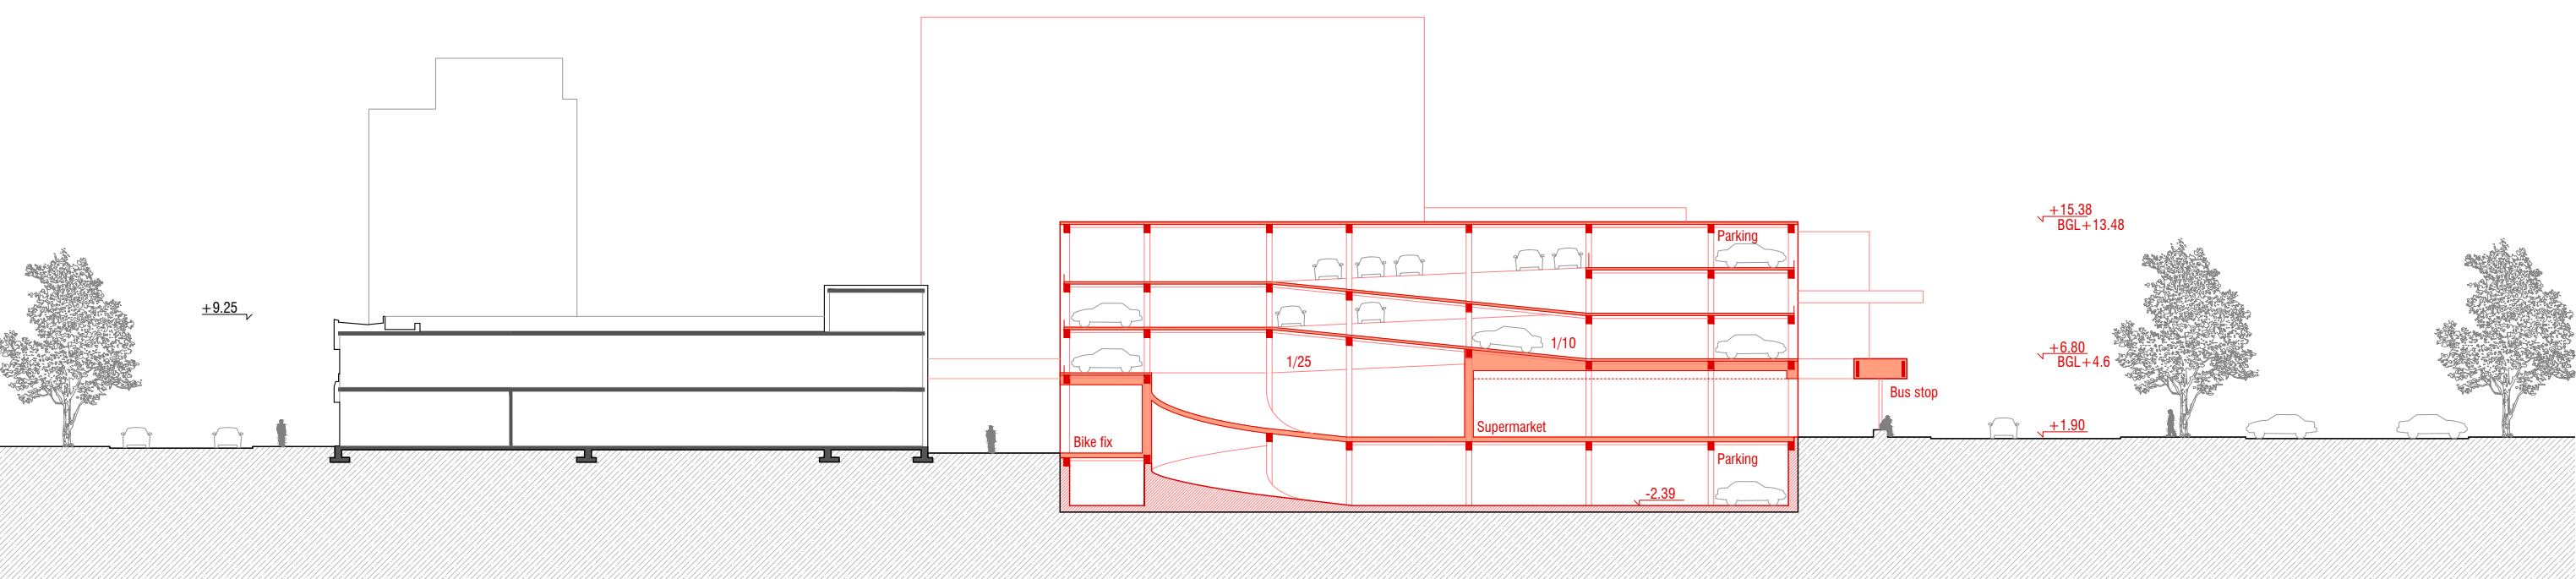 +9.25
Bike fix
1/25
1/10
Supermarket
Parking
Parking
-2.39
Bus stop
+15.38
BGL+13.48
+6.80
BGL+4.6
+1.90